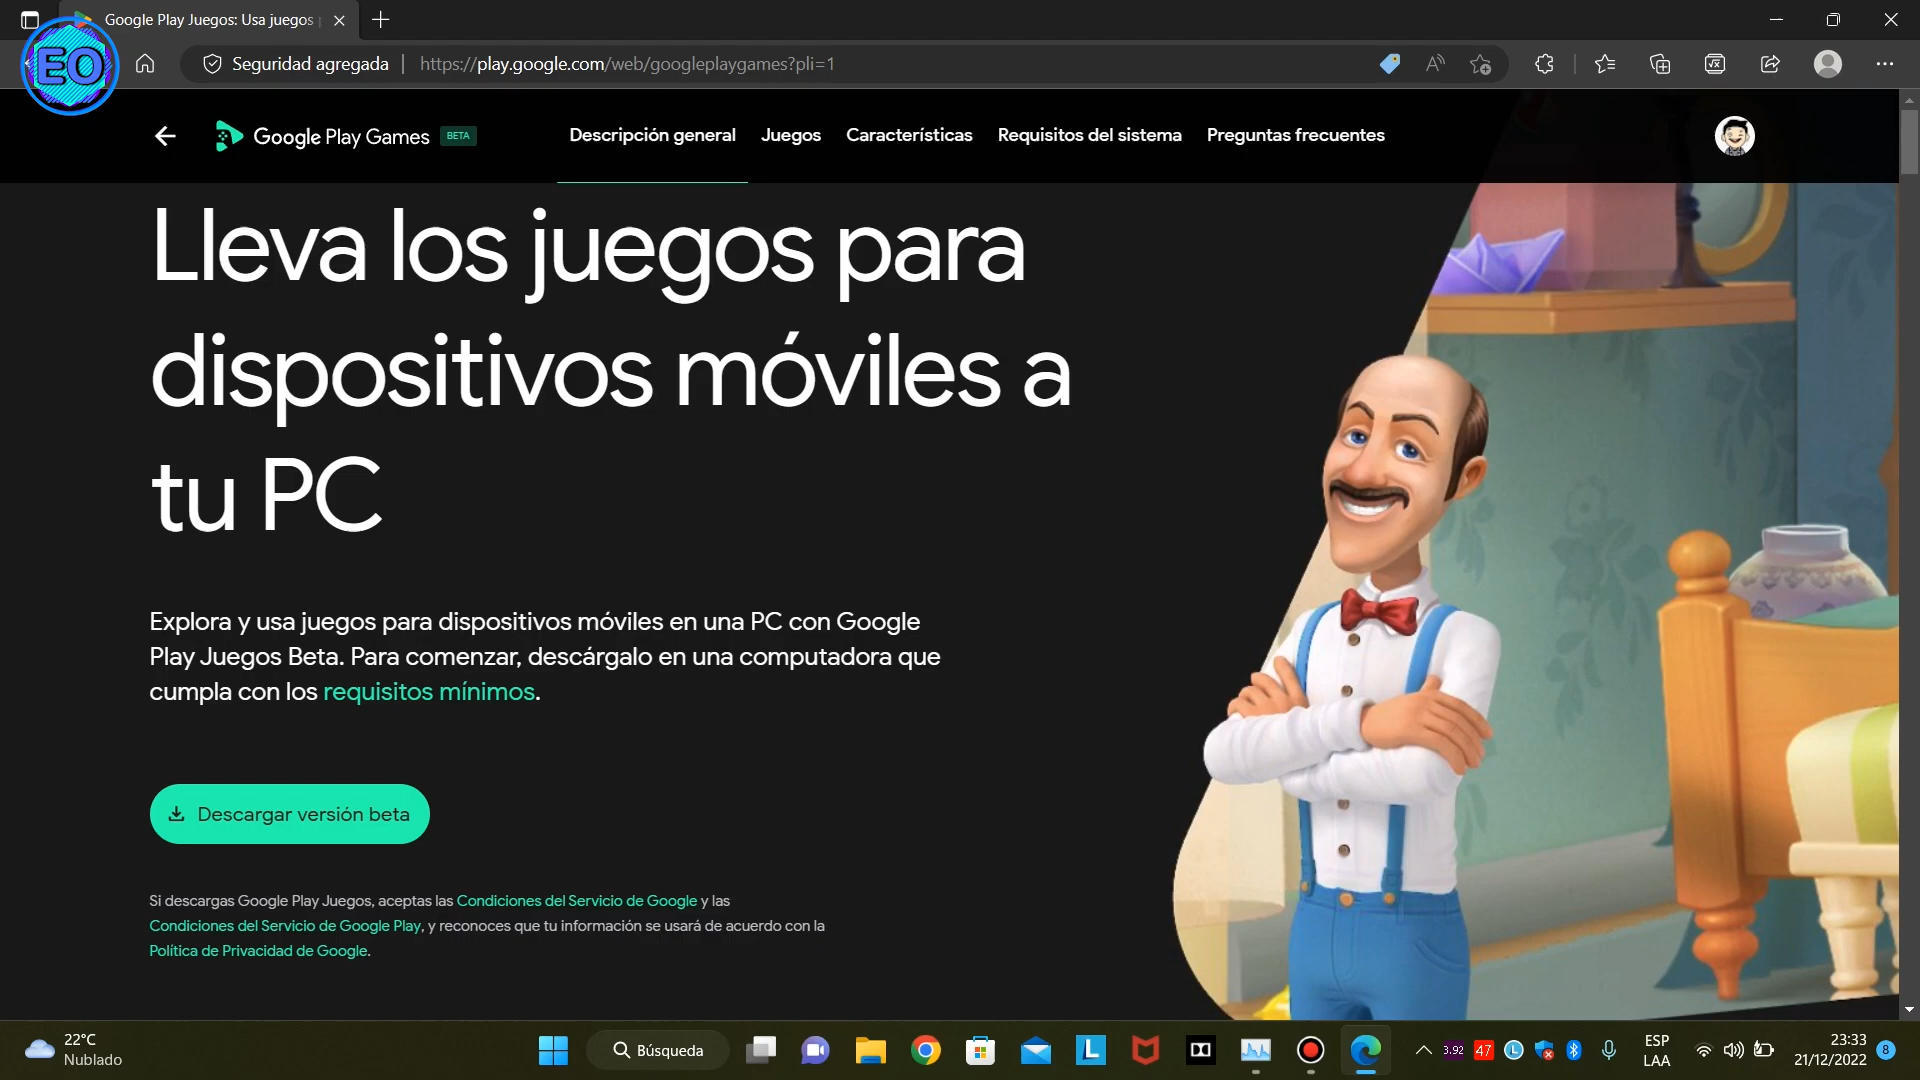 Google Play Juegos: Usa juegos
EO
Seguridad agregada | https://play.google.com/web/googleplaygames?pli=1
Google Play Games BETA
Descripción general
Juegos
Características
Requisitos del sistema
Preguntas frecuentes
Lleva los juegos para
dispositivos móviles a
tu PC
Explora y usa juegos para dispositivos móviles en una PC con Google
Play Juegos Beta. Para comenzar, descárgalo en una computadora que
cumpla con los requisitos mínimos.
Descargar versión beta
Si descargas Google Play Juegos, aceptas las Condiciones del Servicio de Google y las
Condiciones del Servicio de Google Play, y reconoces que tu información se usará de acuerdo con la
Política de Privacidad de Google.
22°C
Nublado
Búsqueda
L
3.92
47
L
ESP
LAA
23:33
21/12/2022
8